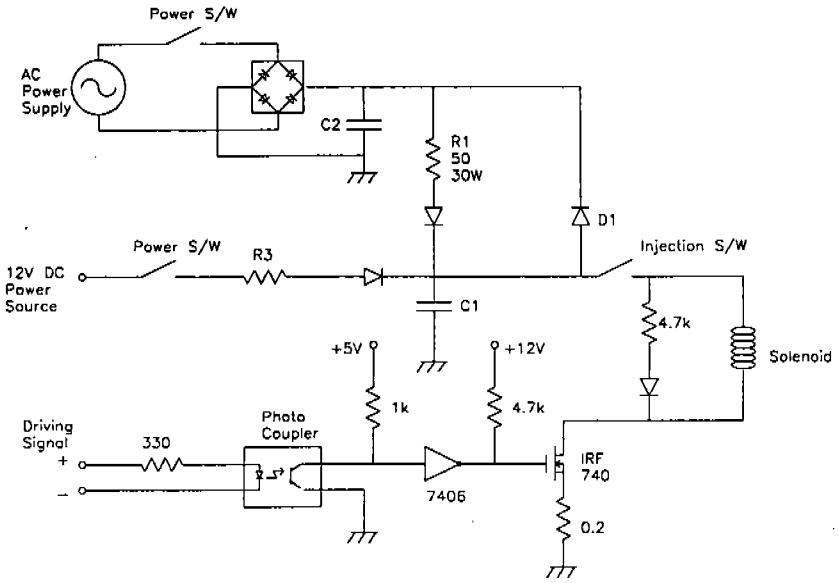 Power S/W
AC
Power
Supply
C2
R1
50
30W
D1
Power S/W
R3
Injection S/W
12V DC
Power
Source
C1
4.7k
Solenoid
+5V
+12V
1k
4.7k
Driving
Signal
330
Photo
Coupler
+
−
7406
IRF
740
0.2